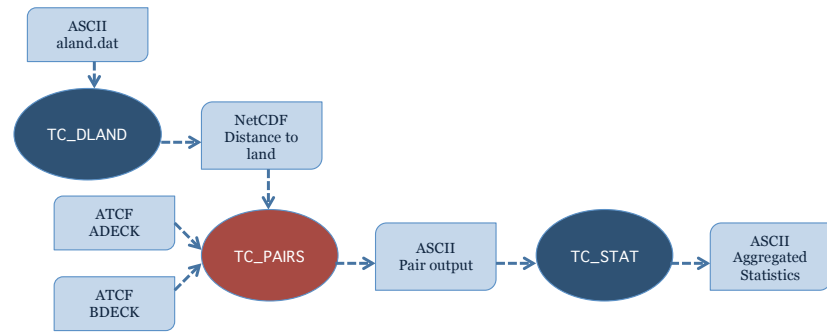 ASCII
aland.dat
TC_DLAND
NetCDF
Distance to
land
ATCF
ADECK
TC_PAIRS
ASCII
Pair output
TC_STAT
ASCII
Aggregated
Statistics
ATCF
BDECK